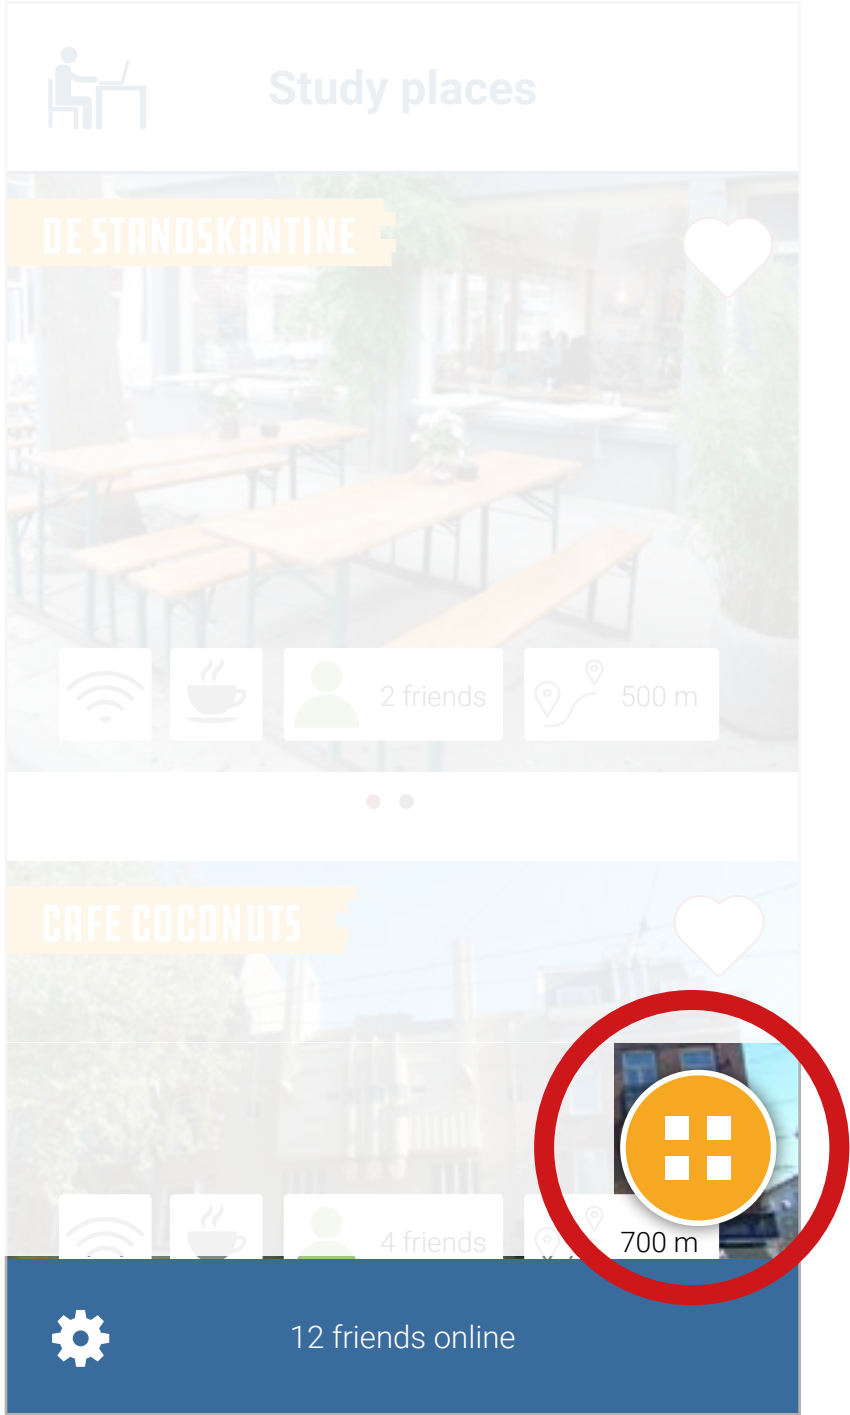 Study places
DE STANDSKANTINE
2 friends
500 m
CAFE COCONUTS
4 friends
700 m
12 friends online